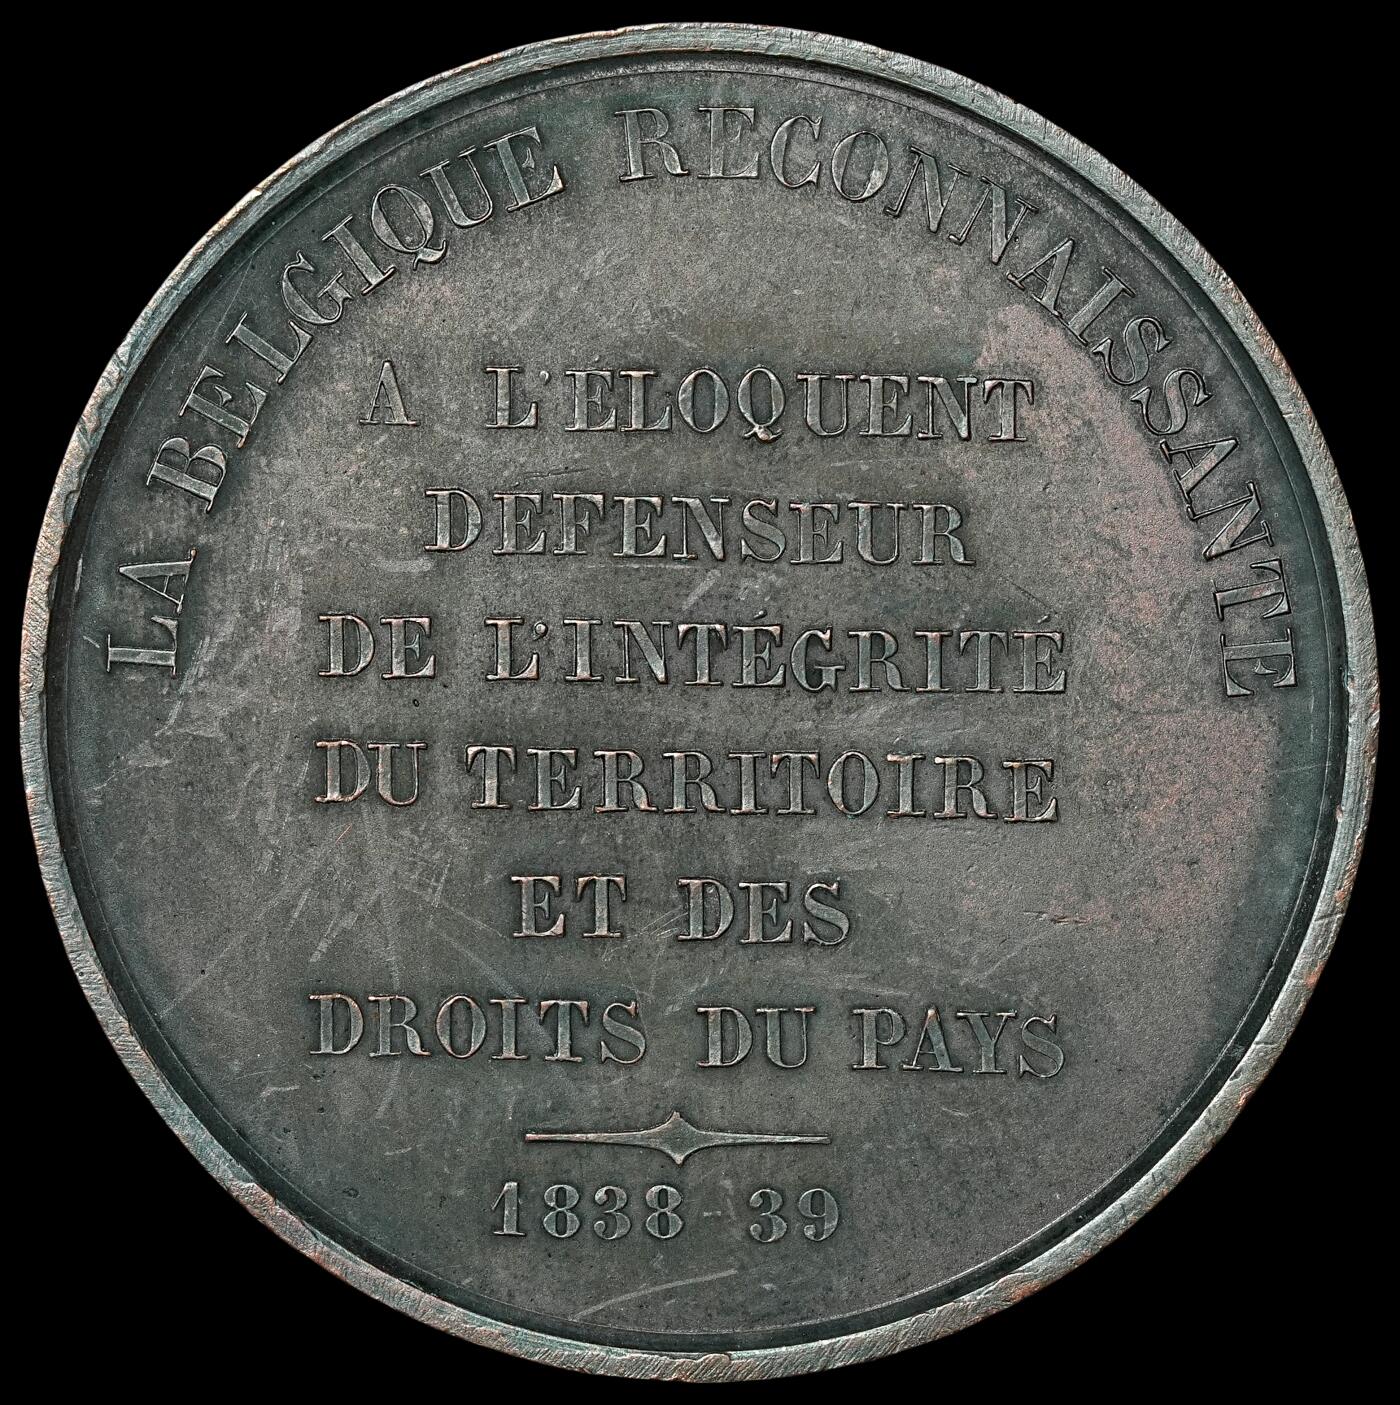 LA BELGIQUE RECONNAISSANTE
A L'ELOQUENT
DEFENSEUR
DE L'INTÉGRITÉ
DU TERRITOIRE
ET DES
DROITS DU PAYS
1838-39